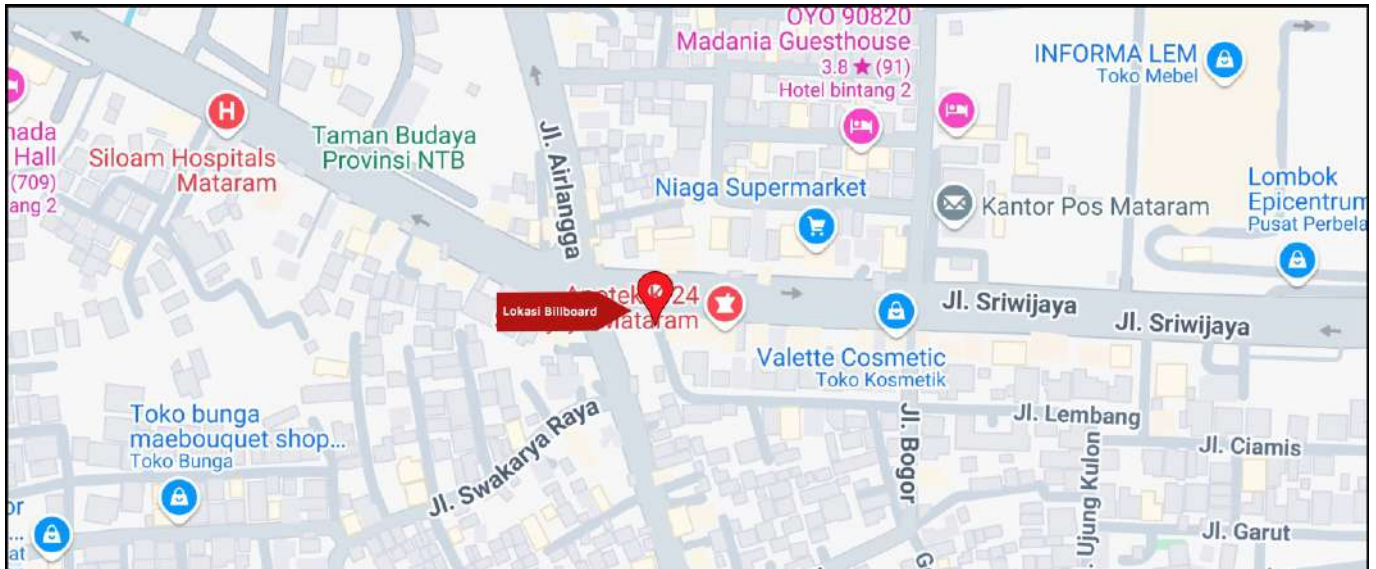 OYO 90820
Madania Guesthouse
3.8 ★ (91)
Hotel bintang 2
INFORMA LEM
Toko Mebel
H
Siloam Hospitals
Mataram
Taman Budaya
Provinsi NTB
Hall
(709)
ang 2
Jl. Airlangga
Niaga Supermarket
Kantor Pos Mataram
Lombok
Epicentrum
Pusat Perbela
Lokasi Billboard
24
Mataram
Jl. Sriwijaya
Jl. Sriwijaya
Valette Cosmetic
Toko Kosmetik
Toko bunga
maebouquet shop...
Toko Bunga
Jl. Swakarya Raya
Jl. Bogor
Jl. Lembang
Jl. Ciamis
Ujung Kulon
Jl. Garut
or
...
at